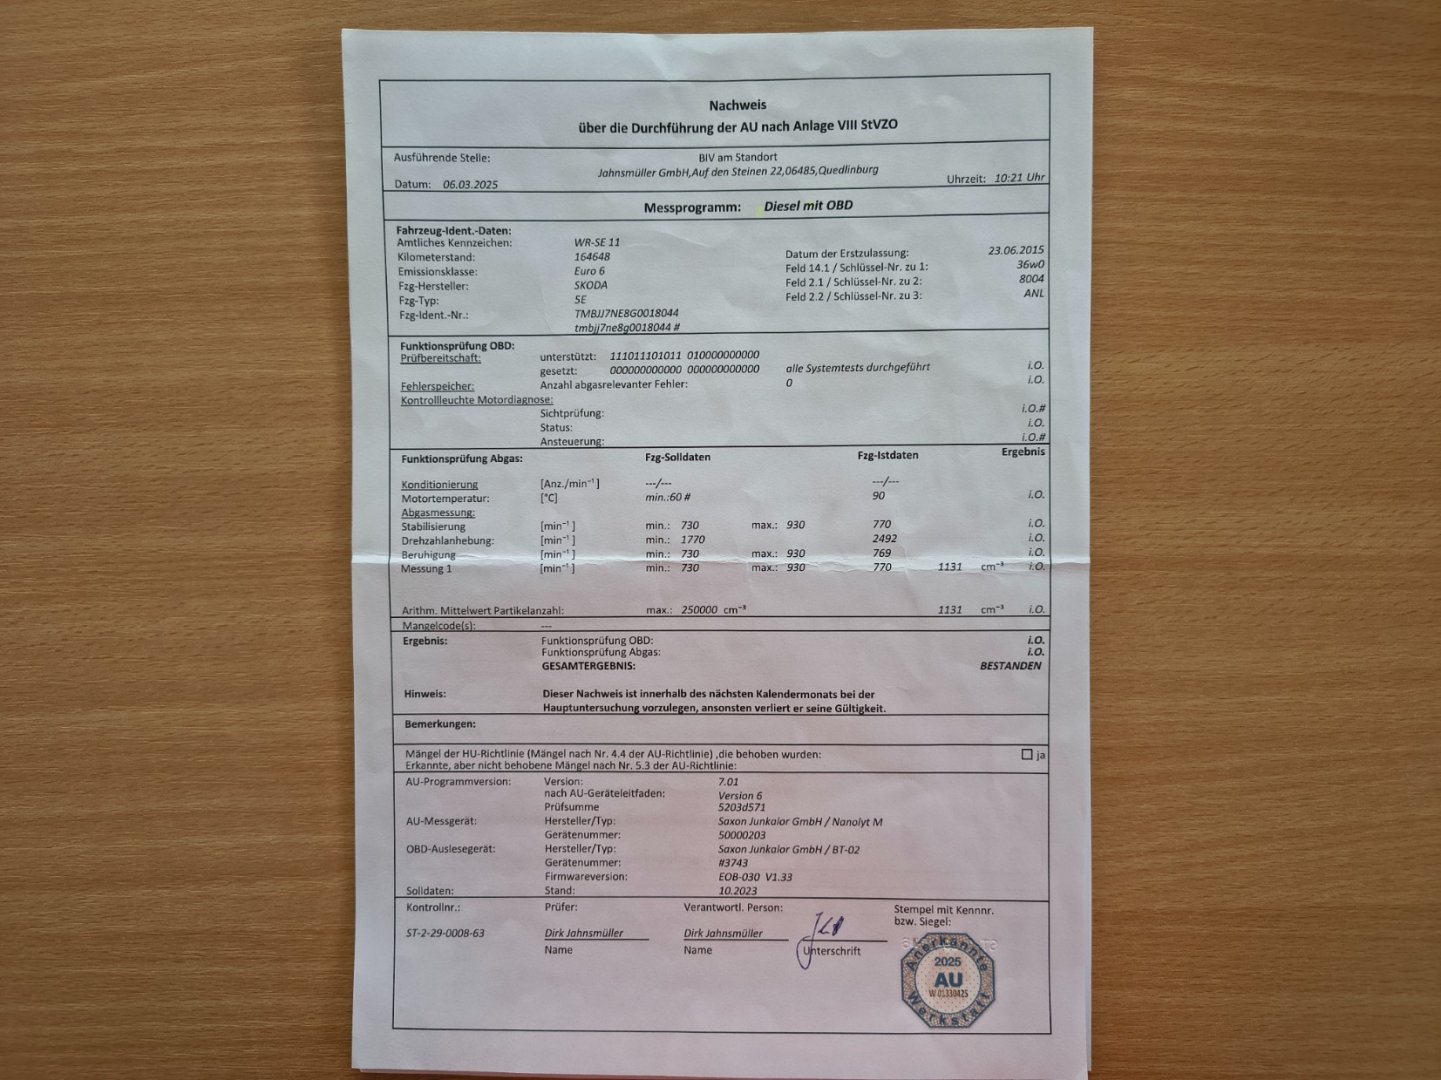 Nachweis
über die Durchführung der AU nach Anlage VIII StVZO
Ausführende Stelle: BIV am Standort
Jahnsmüller GmbH,Auf den Steinen 22,06485,Quedlinburg
Datum: 06.03.2025 Uhrzeit: 10:21 Uhr
Messprogramm: Diesel mit OBD
Fahrzeug-Ident.-Daten:
Amtliches Kennzeichen: WR-SE 11 Datum der Erstzulassung: 23.06.2015
Kilometerstand: 164648 Feld 14.1 / Schlüssel-Nr. zu 1: 36w0
Emissionsklasse: Euro 6 Feld 2.1 / Schlüssel-Nr. zu 2: 8004
Fzg-Hersteller: SKODA Feld 2.2 / Schlüssel-Nr. zu 3: ANL
Fzg-Typ: 5E
Fzg-Ident.-Nr.: TMBJJ7NE8G0018044
tmbjj7ne8g0018044 #
Funktionsprüfung OBD:
Prüfbereitschaft: unterstützt: 111011101011 010000000000
gesetzt: 000000000000 000000000000 alle Systemtests durchgeführt i.O.
Fehlerspeicher: Anzahl abgasrelevanter Fehler: 0 i.O.
Kontrollleuchte Motordiagnose:
Sichtprüfung: i.O.#
Status: i.O.
Ansteuerung: i.O.#
Funktionsprüfung Abgas: Fzg-Solldaten Fzg-Istdaten Ergebnis
Konditionierung [Anz./min⁻¹] ---/--- ---/---
Motortemperatur: [°C] min.:60 # 90 i.O.
Abgasmessung:
Stabilisierung [min⁻¹] min.: 730 max.: 930 770 i.O.
Drehzahlanhebung: [min⁻¹] min.: 1770 2492 i.O.
Beruhigung [min⁻¹] min.: 730 max.: 930 769 i.O.
Messung 1 [min⁻¹] min.: 730 max.: 930 770 1131 cm⁻³ i.O.
Arithm. Mittelwert Partikelanzahl: max.: 250000 cm⁻³ 1131 cm⁻³ i.O.
Mangelcode(s): ---
Ergebnis: Funktionsprüfung OBD: i.O.
Funktionsprüfung Abgas: i.O.
GESAMTERGEBNIS: BESTANDEN
Hinweis: Dieser Nachweis ist innerhalb des nächsten Kalendermonats bei der
Hauptuntersuchung vorzulegen, ansonsten verliert er seine Gültigkeit.
Bemerkungen:
Mängel der HU-Richtlinie (Mängel nach Nr. 4.4 der AU-Richtlinie) ,die behoben wurden: ☐ ja
Erkannte, aber nicht behobene Mängel nach Nr. 5.3 der AU-Richtlinie:
AU-Programmversion: Version: 7.01
nach AU-Geräteleitfaden: Version 6
Prüfsumme 5203d571
AU-Messgerät: Hersteller/Typ: Saxon Junkalor GmbH / Nanolyt M
Gerätenummer: 50000203
OBD-Auslesegerät: Hersteller/Typ: Saxon Junkalor GmbH / BT-02
Gerätenummer: #3743
Firmwareversion: EOB-030 V1.33
Solldaten: Stand: 10.2023
Kontrollnr.: Prüfer: Verantwortl. Person: Stempel mit Kennnr.
bzw. Siegel:
ST-2-29-0008-63 Dirk Jahnsmüller Dirk Jahnsmüller
Name Name Unterschrift
Anerkannte
2025
AU
W 01330425
Werkstatt